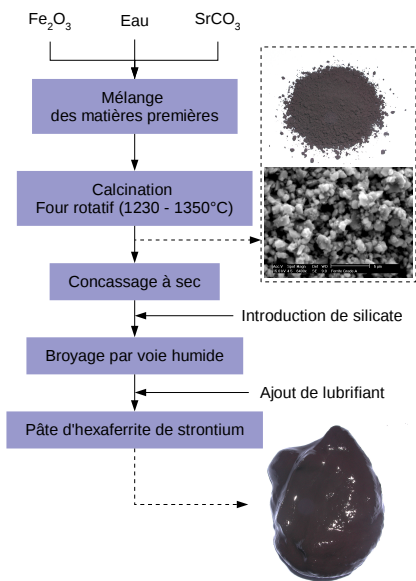 Fe₂O₃ Eau SrCO₃
Mélange
des matières premières
Calcination
Four rotatif (1230 - 1350°C)
Concassage à sec
Introduction de silicate
Broyage par voie humide
Ajout de lubrifiant
Pâte d'hexaferrite de strontium